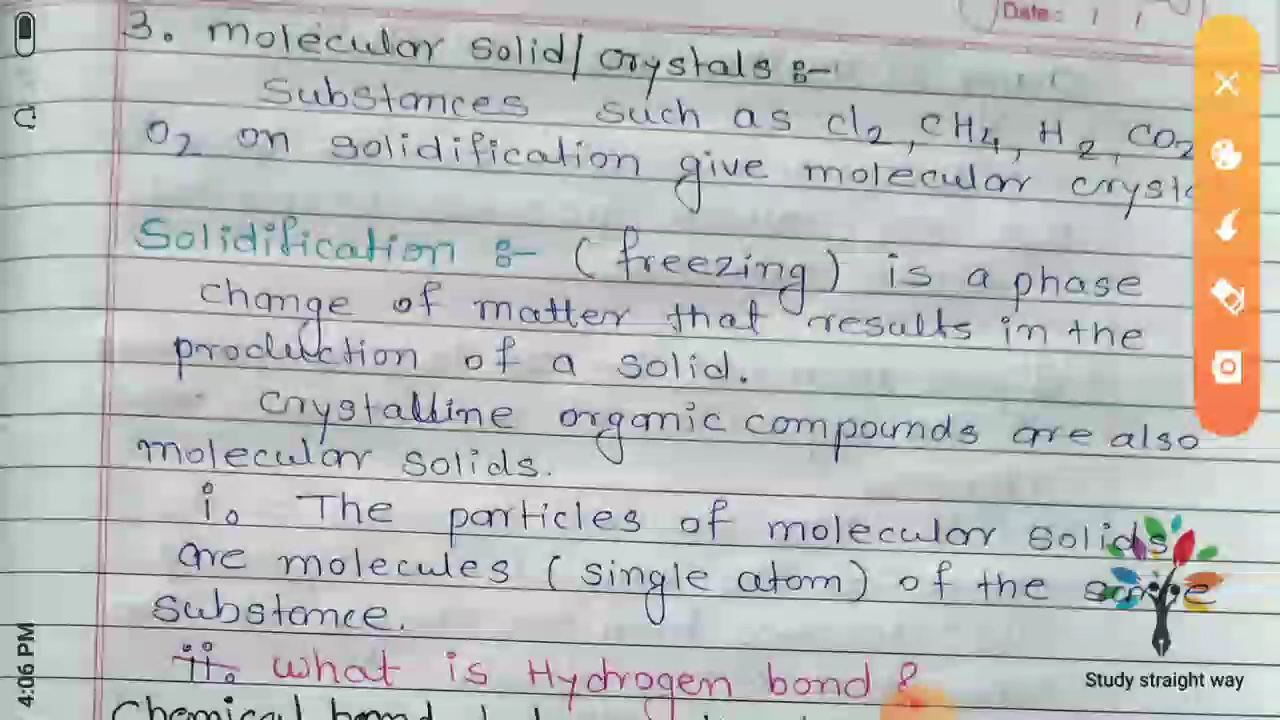 Date : / /
3. Molecular solid/crystals :-
Substances such as Cl2, CH4, H2, CO2
O2 on solidification give molecular
Solidification :- (freezing) is a phase
change of matter that results in the
production of a solid.
Crystalline organic compounds are also
molecular solids.
i. The particles of molecular solids
are molecules (single atom) of the same
substance.
ii. What is Hydrogen bond ?
Chemical bond
Study straight way
4:06 PM